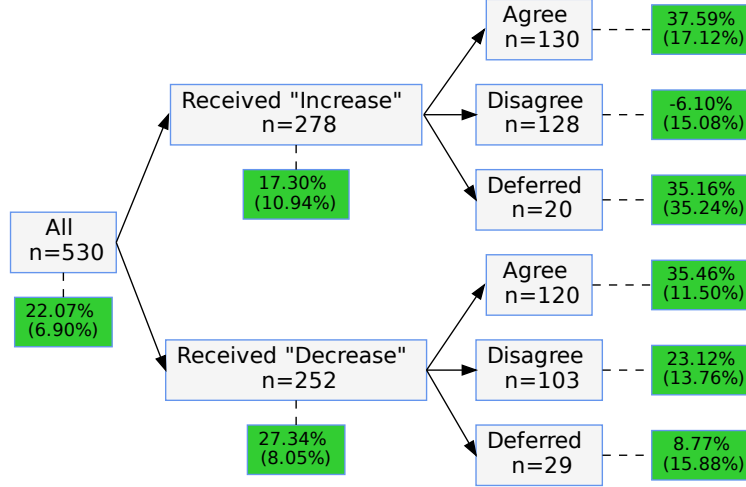 All
n=530
22.07%
(6.90%)
Received "Increase"
n=278
17.30%
(10.94%)
Agree
n=130
37.59%
(17.12%)
Disagree
n=128
-6.10%
(15.08%)
Deferred
n=20
35.16%
(35.24%)
Received "Decrease"
n=252
27.34%
(8.05%)
Agree
n=120
35.46%
(11.50%)
Disagree
n=103
23.12%
(13.76%)
Deferred
n=29
8.77%
(15.88%)